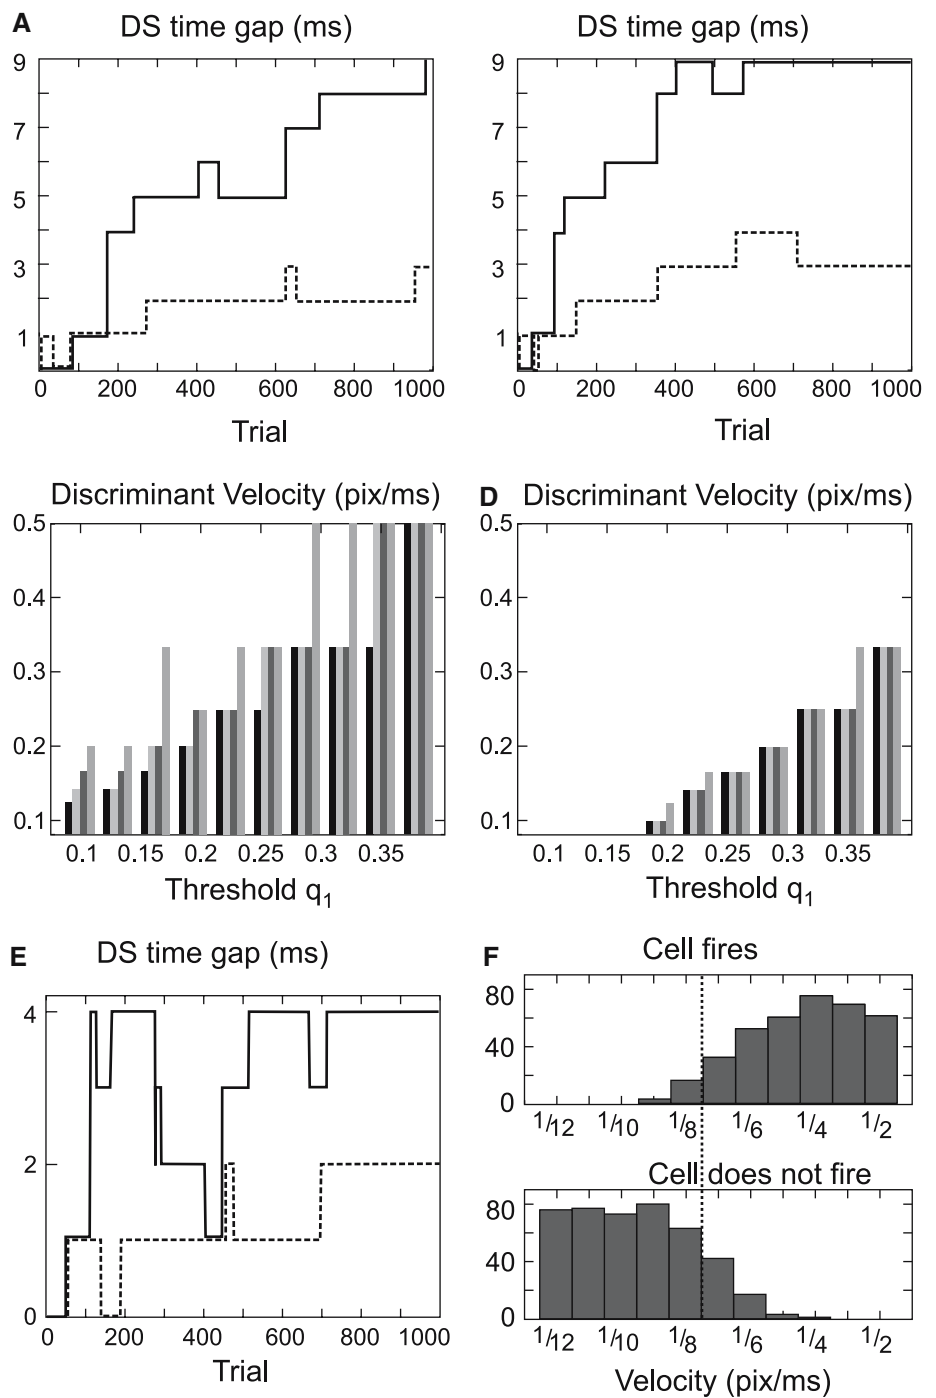 A DS time gap (ms)
9
7
5
3
1
0 200 400 600 800 1000
Trial
DS time gap (ms)
9
7
5
3
1
0 200 400 600 800 1000
Trial
Discriminant Velocity (pix/ms)
0.5
0.4
0.3
0.2
0.1
0.1 0.15 0.2 0.25 0.3 0.35
Threshold q1
D Discriminant Velocity (pix/ms)
0.5
0.4
0.3
0.2
0.1
0.1 0.15 0.2 0.25 0.3 0.35
Threshold q1
E DS time gap (ms)
4
2
0
0 200 400 600 800 1000
Trial
F Cell fires
80
40
0
1/12 1/10 1/8 1/6 1/4 1/2
Cell does not fire
80
40
0
1/12 1/10 1/8 1/6 1/4 1/2
Velocity (pix/ms)